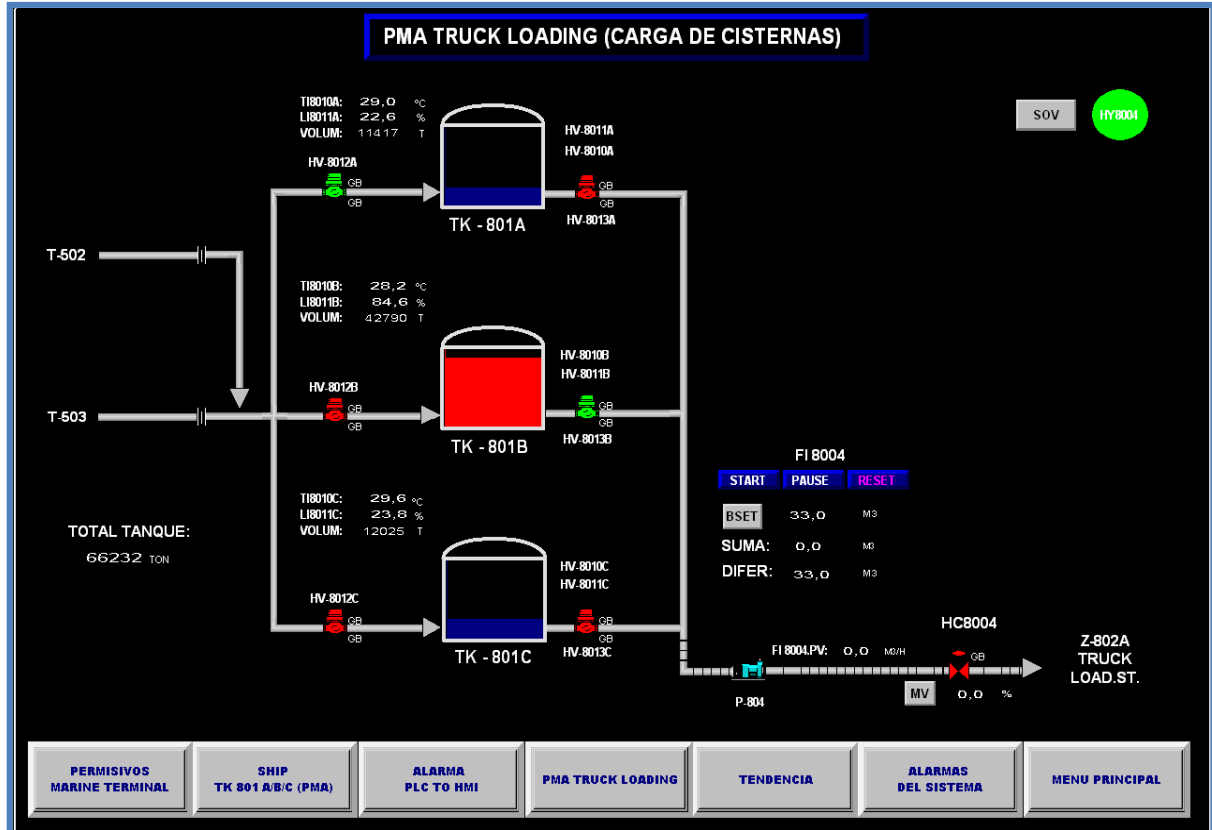 PMA TRUCK LOADING (CARGA DE CISTERNAS)
SOV
HY8004
TI8010A: 29,0 ºC
LI8011A: 22,6 %
VOLUM: 11417 T
HV-8011A
HV-8010A
HV-8012A
GB
GB
GB
GB
HV-8013A
TK - 801A
T-502
TI8010B: 28,2 ºC
LI8011B: 84,6 %
VOLUM: 42790 T
HV-8010B
HV-8011B
HV-8012B
GB
GB
GB
GB
HV-8013B
TK - 801B
T-503
TI8010C: 29,6 ºC
LI8011C: 23,8 %
VOLUM: 12025 T
TOTAL TANQUE:
66232 TON
HV-8010C
HV-8011C
HV-8012C
GB
GB
GB
GB
HV-8013C
TK - 801C
FI 8004
START PAUSE RESET
BSET 33,0 M3
SUMA: 0,0 M3
DIFER: 33,0 M3
HC8004
FI 8004.PV: 0,0 M3/H
GB
P-804
MV 0,0 %
Z-802A
TRUCK
LOAD.ST.
PERMISIVOS
MARINE TERMINAL
SHIP
TK 801 A/B/C (PMA)
ALARMA
PLC TO HMI
PMA TRUCK LOADING
TENDENCIA
ALARMAS
DEL SISTEMA
MENU PRINCIPAL